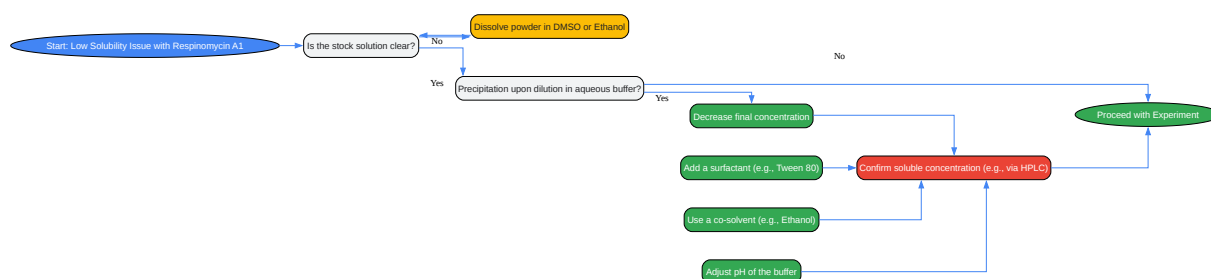 Dissolve powder in DMSO or Ethanol
Start: Low Solubility Issue with Respinomycin A1
Is the stock solution clear?
No
No
Yes
Precipitation upon dilution in aqueous buffer?
Yes
Decrease final concentration
Proceed with Experiment
Add a surfactant (e.g., Tween 80)
Confirm soluble concentration (e.g., via HPLC)
Use a co-solvent (e.g., Ethanol)
Adjust pH of the buffer